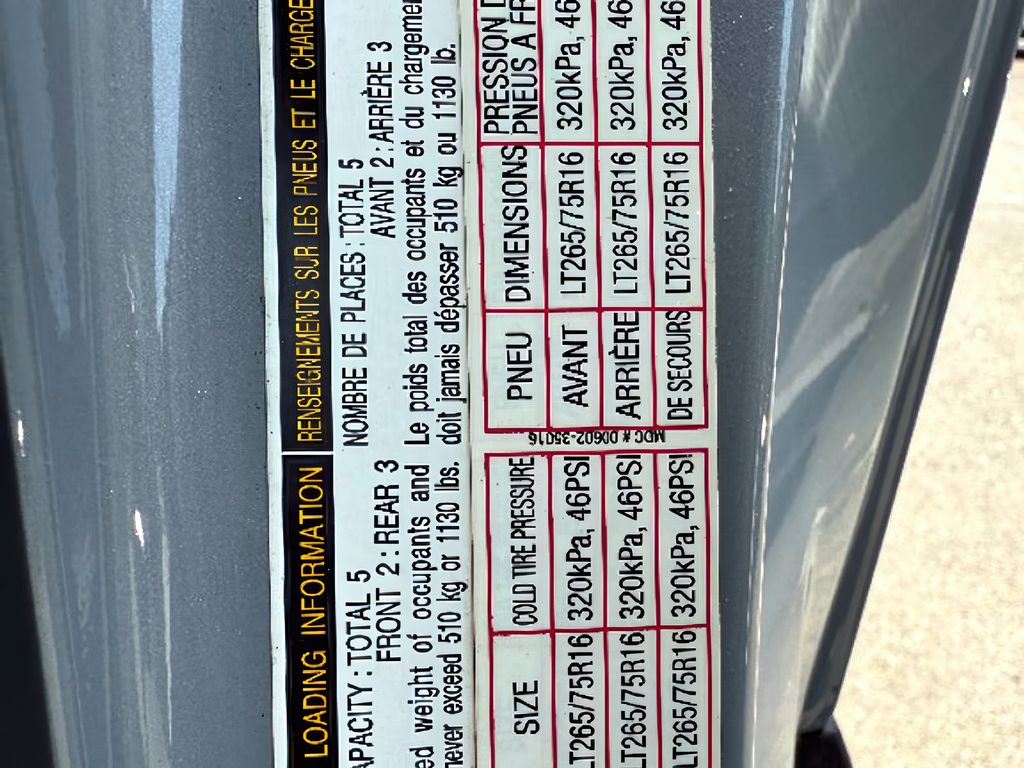 LOADING INFORMATION
RENSEIGNEMENTS SUR LES PNEUS ET LE CHARGE
APACITY : TOTAL 5
FRONT 2 : REAR 3
NOMBRE DE PLACES : TOTAL 5
AVANT 2 : ARRIÈRE 3
ed weight of occupants and
never exceed 510 kg or 1130 lbs.
Le poids total des occupants et du chargemen
doit jamais dépasser 510 kg ou 1130 lb.
SIZE COLD TIRE PRESSURE
LT265/75R16 320kPa, 46PSI
LT265/75R16 320kPa, 46PSI
LT265/75R16 320kPa, 46PSI
MDC # 00602-35016
PNEU DIMENSIONS PRESSION D
PNEUS A FR
AVANT LT265/75R16 320kPa, 46
ARRIÈRE LT265/75R16 320kPa, 46
DE SECOURS LT265/75R16 320kPa, 46